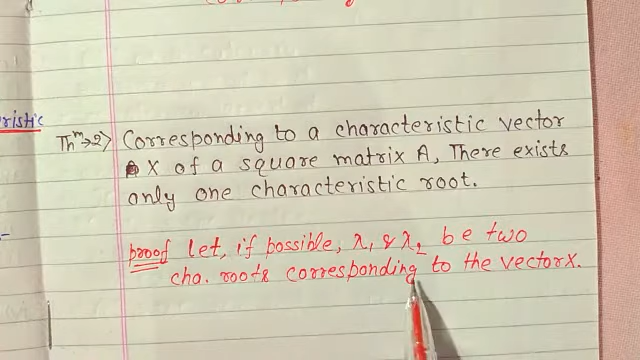 ristic
Thm→2> Corresponding to a characteristic vector
X of a square matrix A, There exists
only one characteristic root.
proof Let, if possible, λ1 & λ2 be two
cha. roots corresponding to the vector X.